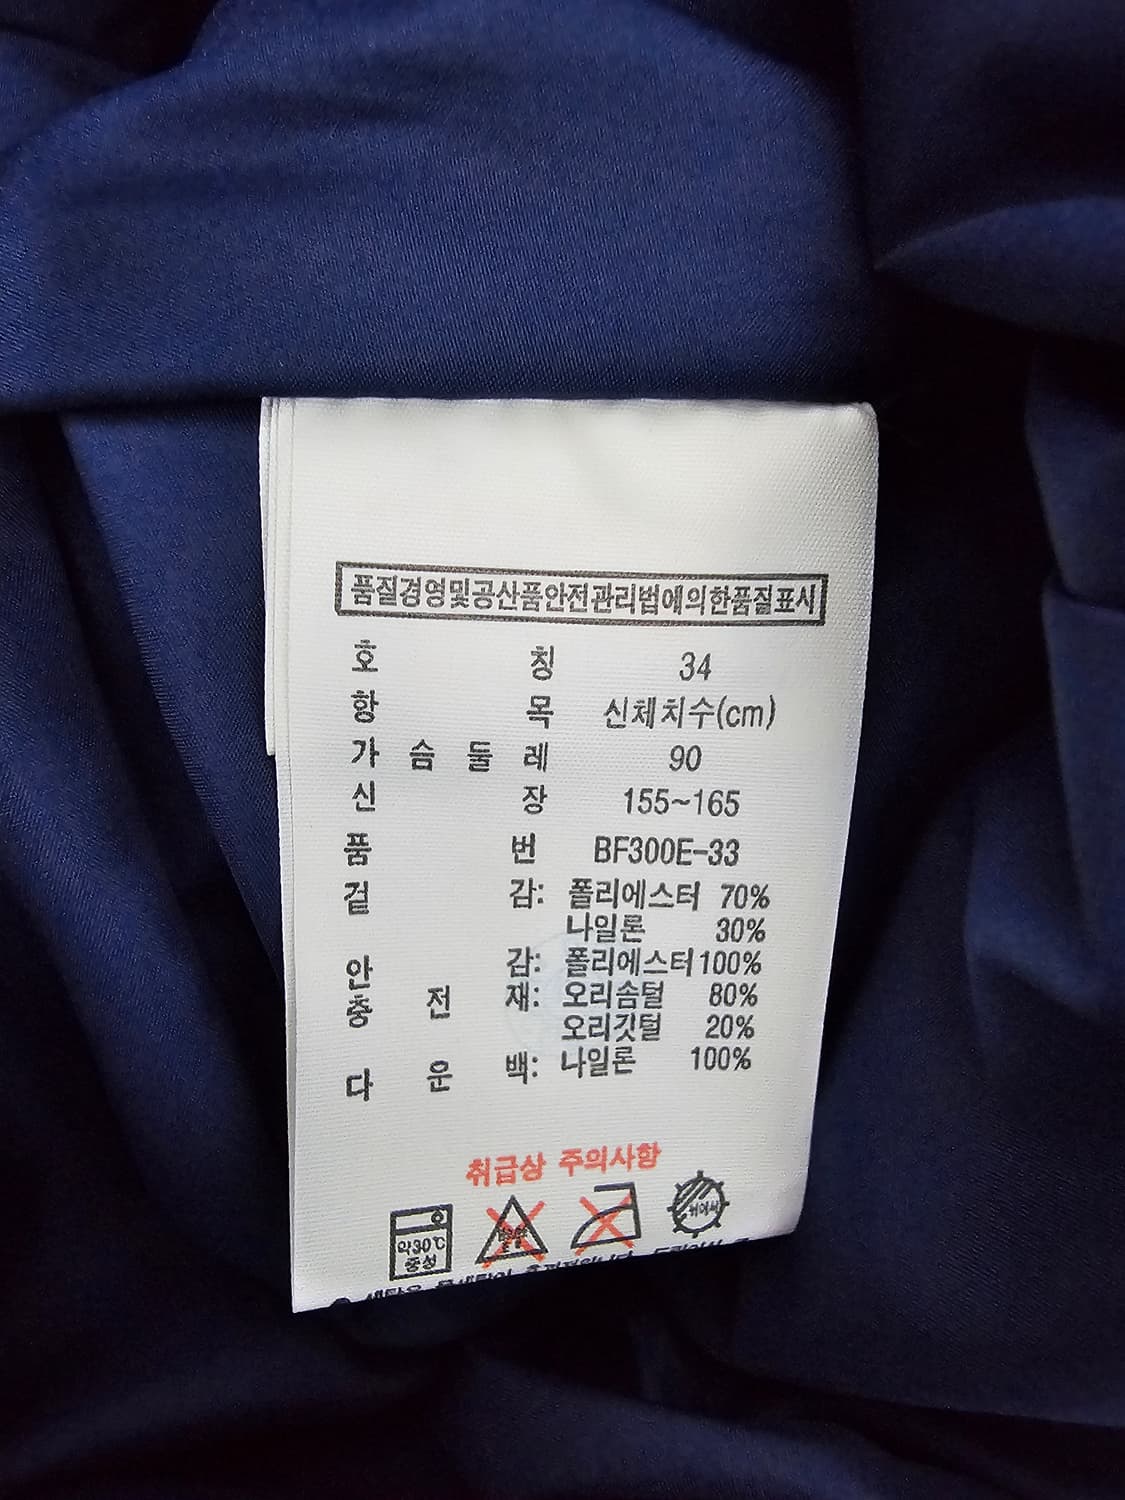 품질경영및공산품안전관리법에의한품질표시
호 칭 34
항 목 신체치수(cm)
가 슴 둘 레 90
신 장 155~165
품 번 BF300E-33
겉 감: 폴리에스터 70%
나일론 30%
안 감: 폴리에스터 100%
충 전 재: 오리솜털 80%
오리깃털 20%
다 운 백: 나일론 100%
취급상 주의사항
약30℃
중성